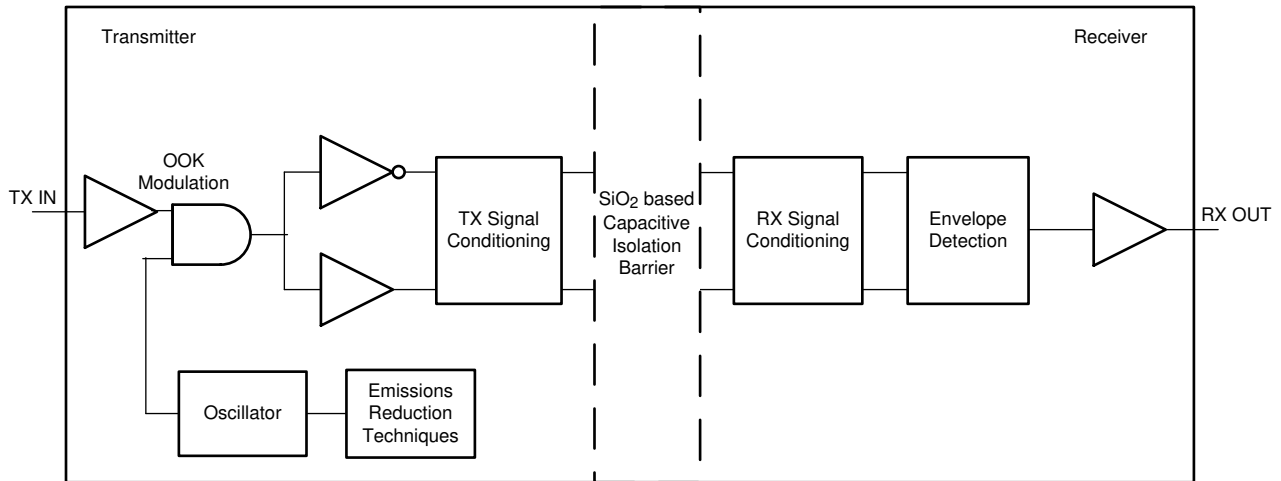 Transmitter
Receiver
OOK
Modulation
TX IN
TX Signal
Conditioning
SiO2 based
Capacitive
Isolation
Barrier
RX Signal
Conditioning
Envelope
Detection
RX OUT
Oscillator
Emissions
Reduction
Techniques